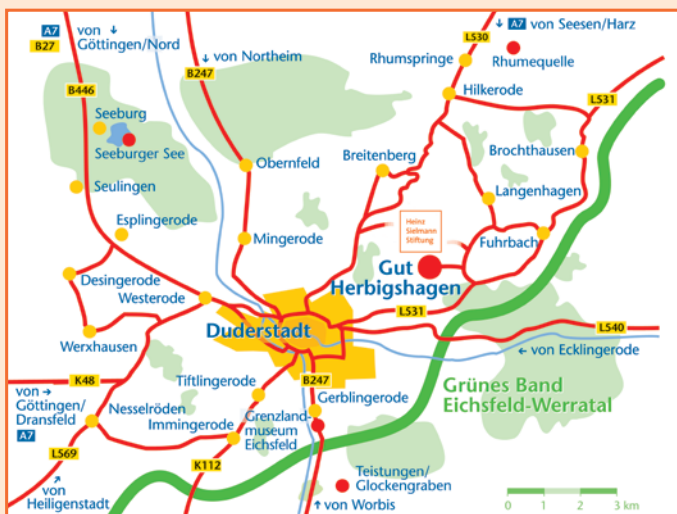 A7
von ↓
B27
Göttingen/Nord
↓ von Northeim
B247
L530
↓ A7 von Seesen/Harz
Rhumspringe
Rhumequelle
B446
Hilkerode
L531
Seeburg
Seeburger See
Obernfeld
Breitenberg
Brochthausen
Seulingen
Langenhagen
Esplingerode
Mingerode
Heinz
Sielmann
Stiftung
Fuhrbach
Gut
Herbigshagen
Desingerode
Westerode
L531
Duderstadt
L540
Werxhausen
← von Ecklingerode
K48
Tiftlingerode
B247
Grünes Band
Eichsfeld-Werratal
von →
Göttingen/
Dransfeld
A7
Gerblingerode
Nesselröden
Immingerode
Grenzland-
museum
Eichsfeld
L569
K112
Teistungen/
Glockengraben
↗
von
Heiligenstadt
↑ von Worbis
0 1 2 3 km